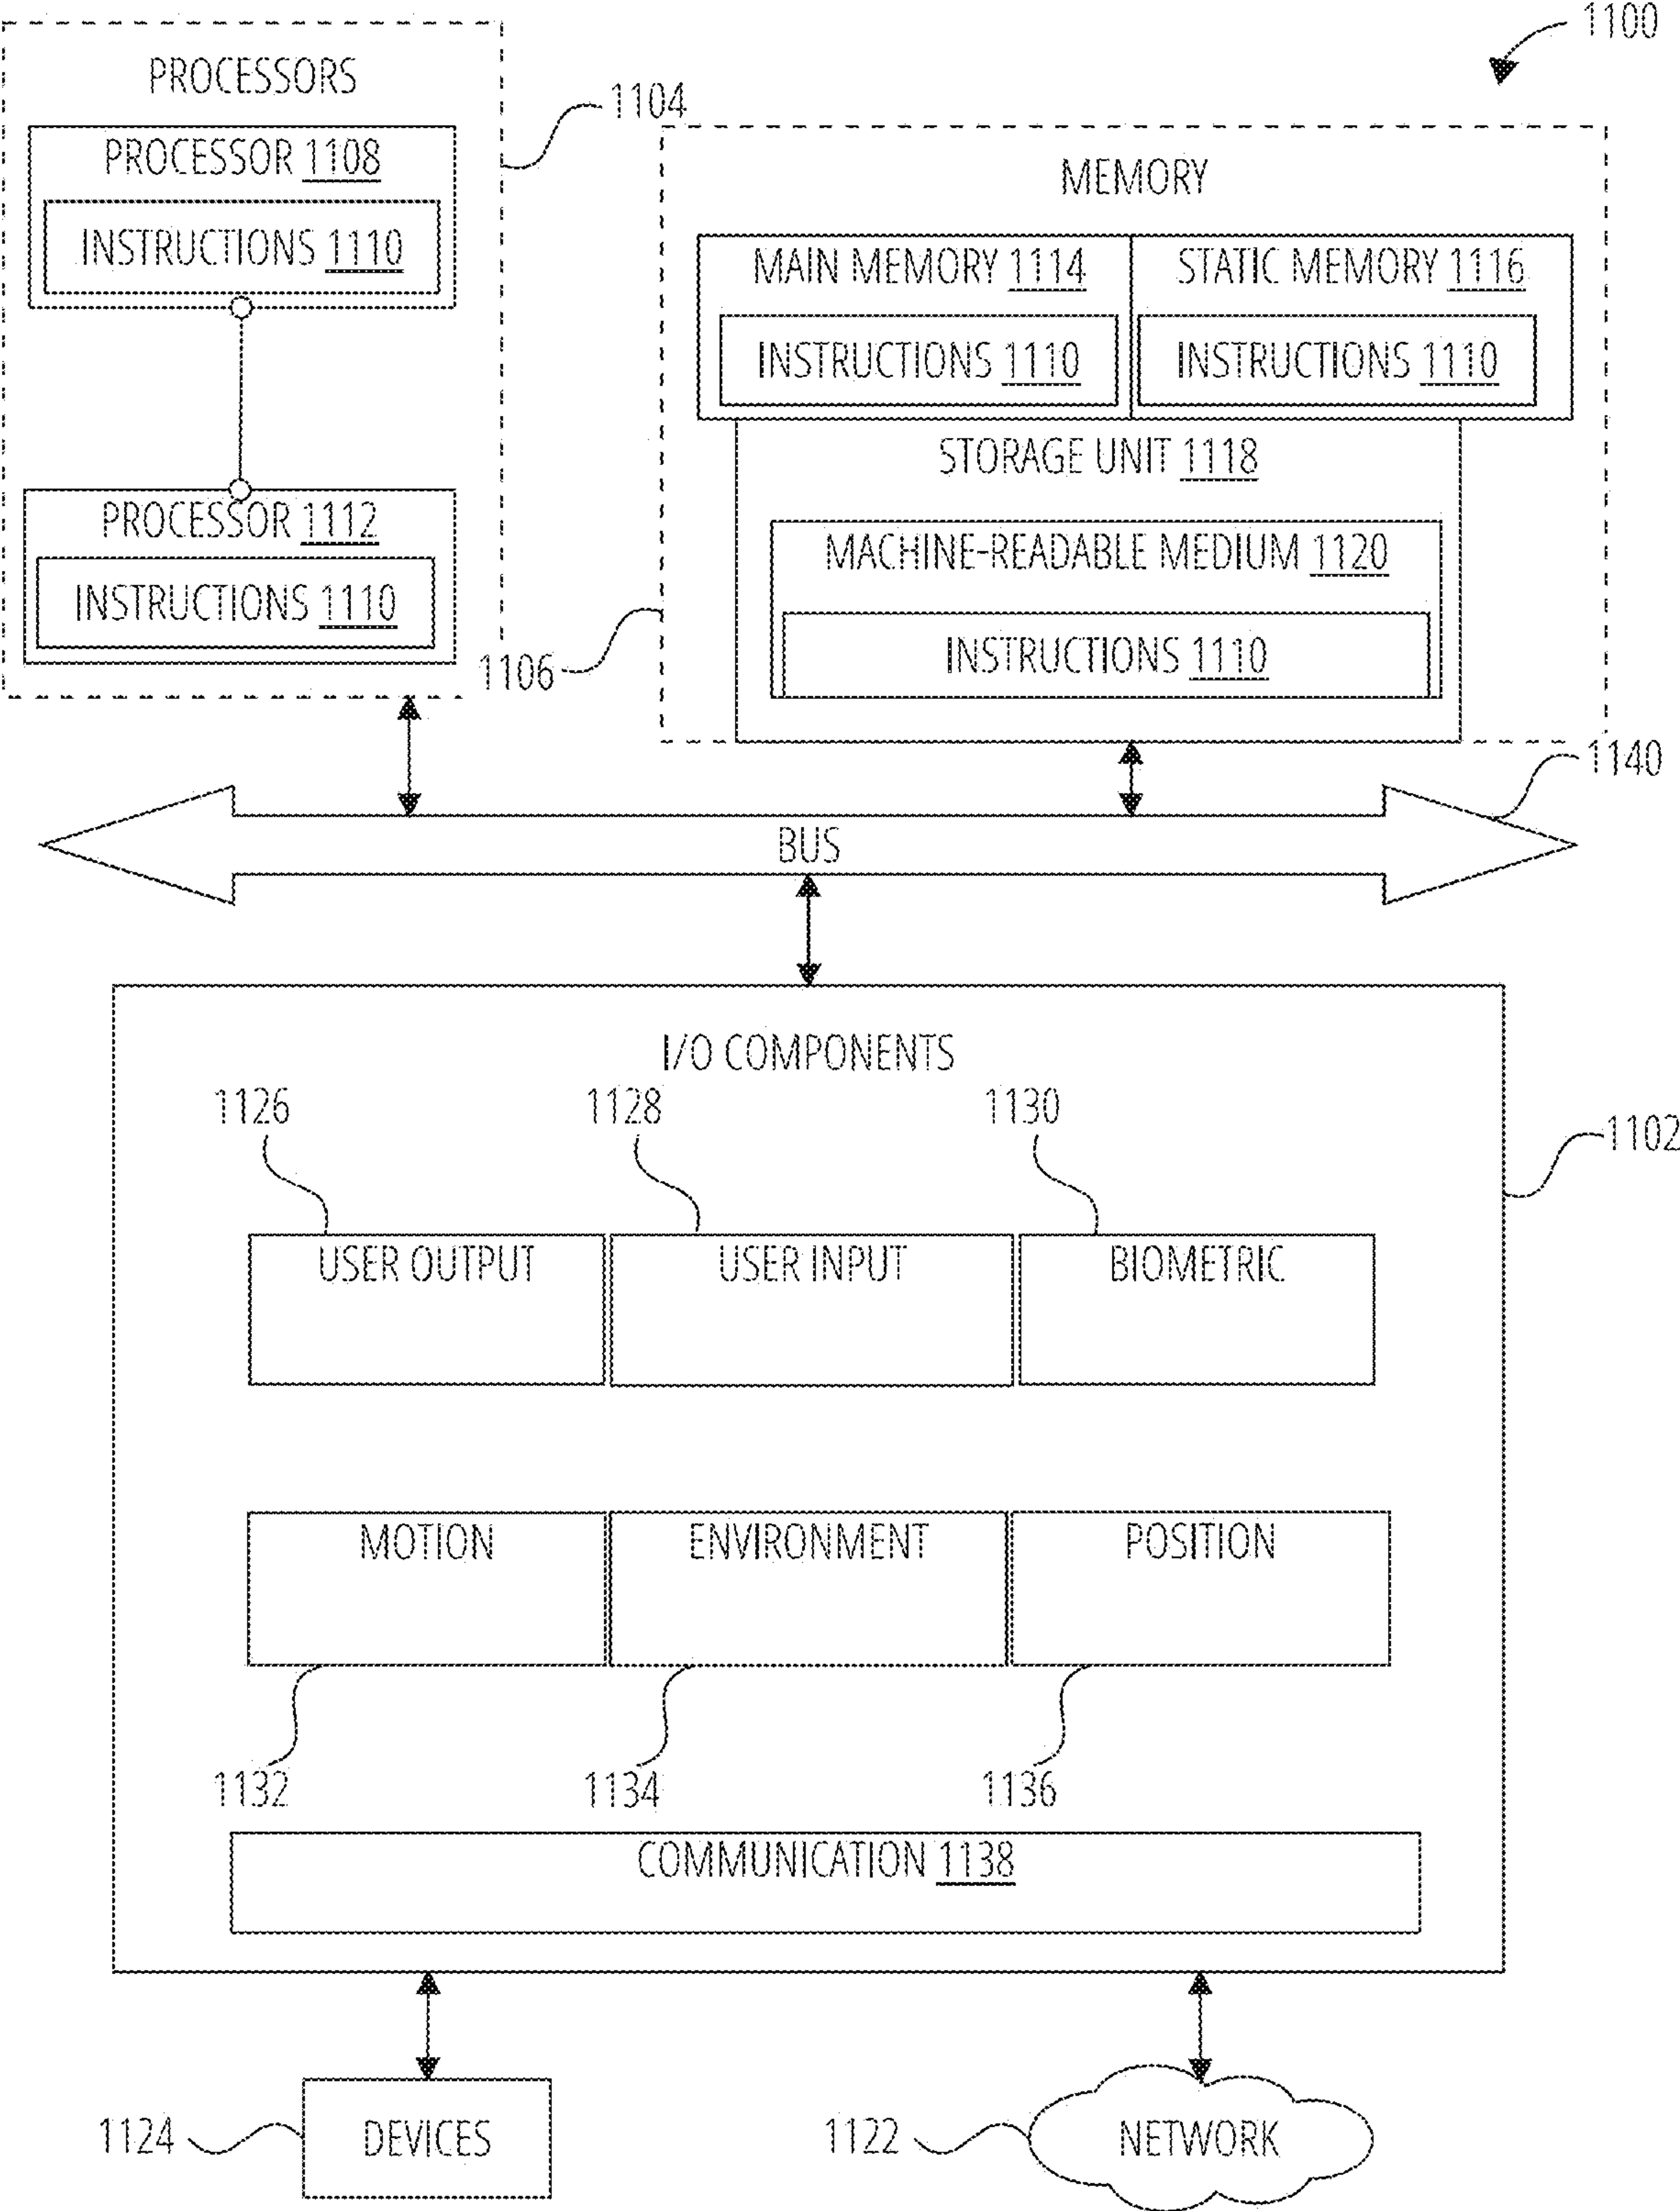 1100
PROCESSORS
1104
PROCESSOR 1108
INSTRUCTIONS 1110
PROCESSOR 1112
INSTRUCTIONS 1110
MEMORY
MAIN MEMORY 1114
INSTRUCTIONS 1110
STATIC MEMORY 1116
INSTRUCTIONS 1110
STORAGE UNIT 1118
MACHINE-READABLE MEDIUM 1120
INSTRUCTIONS 1110
1106
1140
BUS
I/O COMPONENTS
1126
1128
1130
1102
USER OUTPUT
USER INPUT
BIOMETRIC
MOTION
ENVIRONMENT
POSITION
1132
1134
1136
COMMUNICATION 1138
1124
DEVICES
1122
NETWORK